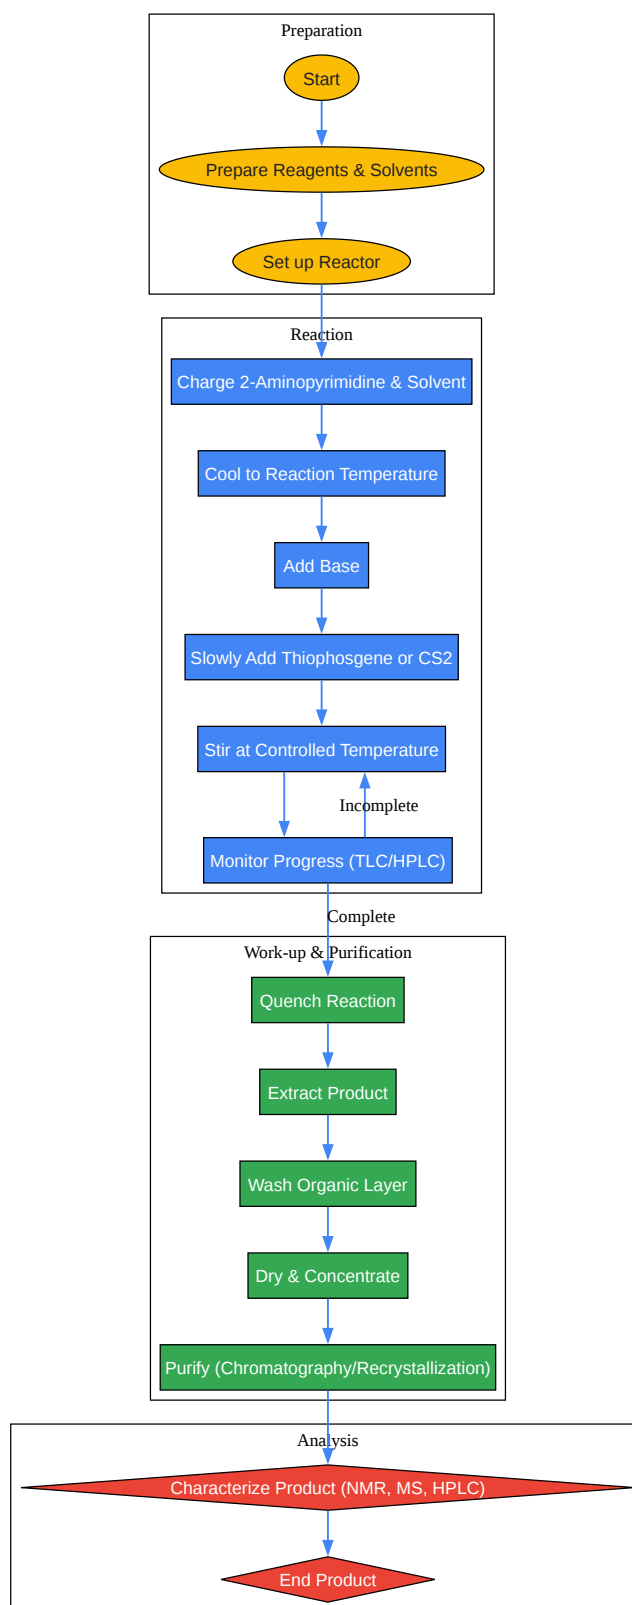 Preparation
Start
Prepare Reagents & Solvents
Set up Reactor
Reaction
Charge 2-Aminopyrimidine & Solvent
Cool to Reaction Temperature
Add Base
Slowly Add Thiophosgene or CS2
Stir at Controlled Temperature
Incomplete
Monitor Progress (TLC/HPLC)
Complete
Work-up & Purification
Quench Reaction
Extract Product
Wash Organic Layer
Dry & Concentrate
Purify (Chromatography/Recrystallization)
Analysis
Characterize Product (NMR, MS, HPLC)
End Product